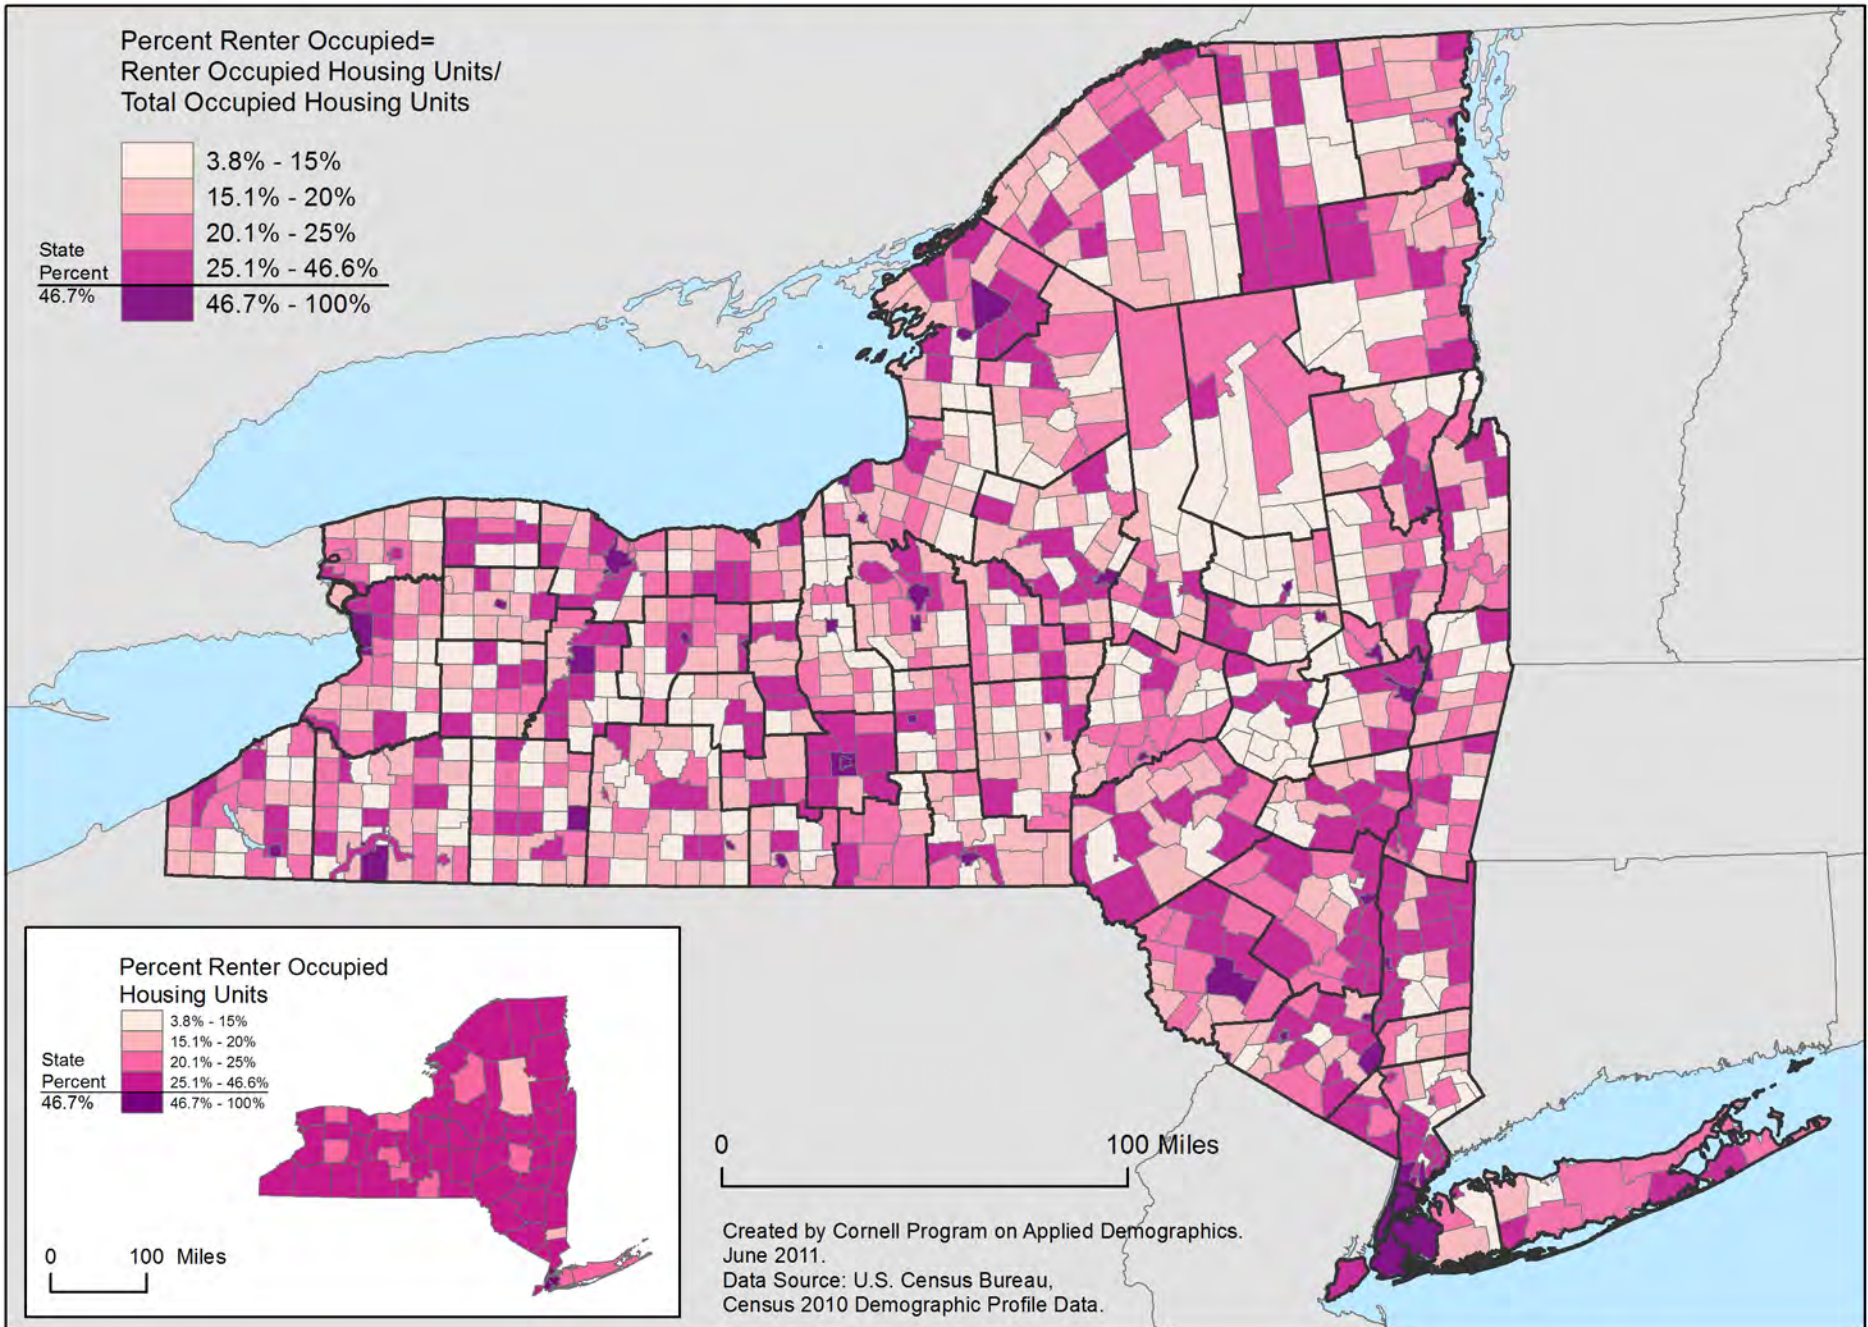 Percent Renter Occupied=
Renter Occupied Housing Units/
Total Occupied Housing Units
3.8% - 15%
15.1% - 20%
20.1% - 25%
25.1% - 46.6%
46.7% - 100%
State
Percent
46.7%
Percent Renter Occupied
Housing Units
3.8% - 15%
15.1% - 20%
20.1% - 25%
25.1% - 46.6%
46.7% - 100%
State
Percent
46.7%
0 100 Miles
0 100 Miles
Created by Cornell Program on Applied Demographics.
June 2011.
Data Source: U.S. Census Bureau,
Census 2010 Demographic Profile Data.